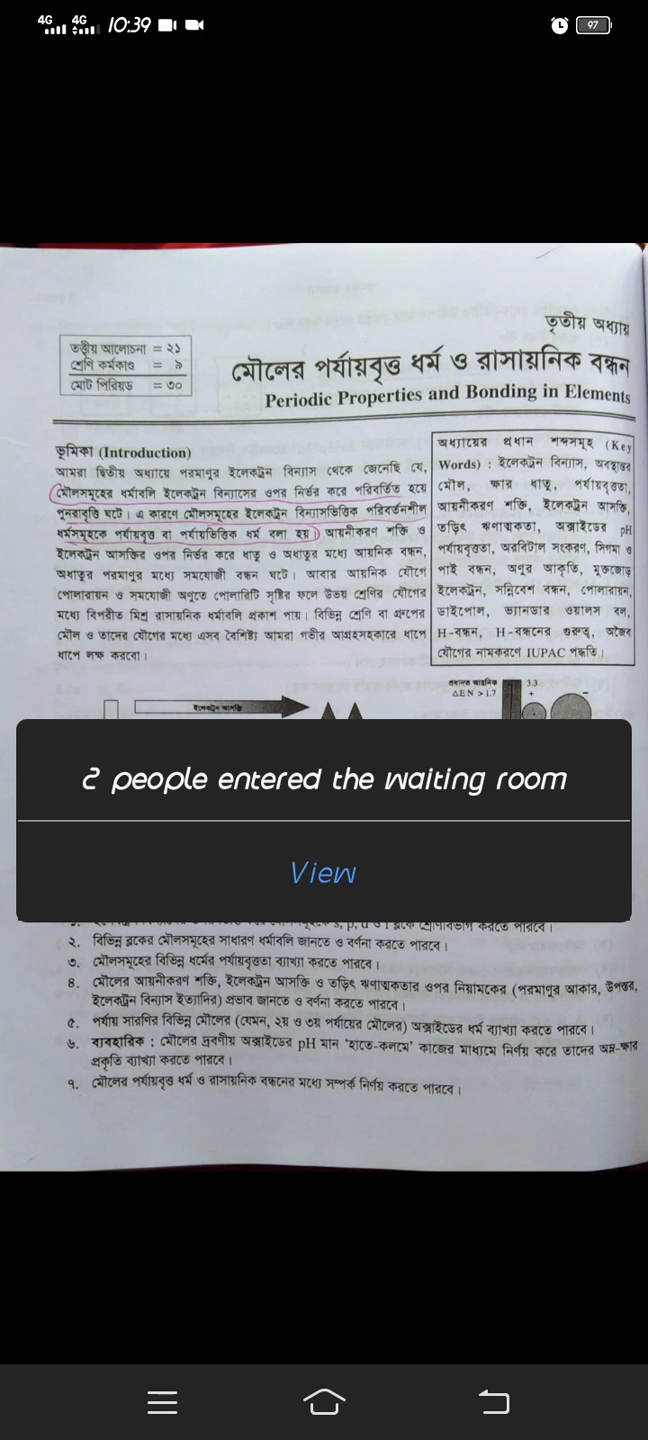 4G 4G 10:39 97
তৃতীয় অধ্যায়
তত্ত্বীয় আলোচনা = ২১
শ্রেণি কর্মকাণ্ড = ৯
মোট পিরিয়ড = ৩০
মৌলের পর্যায়বৃত্ত ধর্ম ও রাসায়নিক বন্ধন
Periodic Properties and Bonding in Elements
ভূমিকা (Introduction)
আমরা দ্বিতীয় অধ্যায়ে পরমাণুর ইলেকট্রন বিন্যাস থেকে জেনেছি যে,
মৌলসমূহের ধর্মাবলি ইলেকট্রন বিন্যাসের ওপর নির্ভর করে পরিবর্তিত হয়ে
পুনরাবৃত্তি ঘটে। এ কারণে মৌলসমূহের ইলেকট্রন বিন্যাসভিত্তিক পরিবর্তনশীল
ধর্মসমূহকে পর্যায়বৃত্ত বা পর্যায়ভিত্তিক ধর্ম বলা হয়। আয়নীকরণ শক্তি ও
ইলেকট্রন আসক্তির ওপর নির্ভর করে ধাতু ও অধাতুর মধ্যে আয়নিক বন্ধন,
অধাতুর পরমাণুর মধ্যে সমযোজী বন্ধন ঘটে। আবার আয়নিক যৌগে
পোলারায়ন ও সমযোজী অণুতে পোলারিটি সৃষ্টির ফলে উভয় শ্রেণির যৌগের
মধ্যে বিপরীত মিশ্র রাসায়নিক ধর্মাবলি প্রকাশ পায়। বিভিন্ন শ্রেণি বা গ্রুপের
মৌল ও তাদের যৌগের মধ্যে এসব বৈশিষ্ট্য আমরা গভীর আগ্রহসহকারে ধাপে
ধাপে লক্ষ করবো।
অধ্যায়ের প্রধান শব্দসমূহ (Key
Words) : ইলেকট্রন বিন্যাস, অবস্থান্তর
মৌল, ক্ষার ধাতু, পর্যায়বৃত্ততা,
আয়নীকরণ শক্তি, ইলেকট্রন আসক্তি,
তড়িৎ ঋণাত্মকতা, অক্সাইডের pH
পর্যায়বৃত্ততা, অরবিটাল সংকরণ, সিগমা ও
পাই বন্ধন, অণুর আকৃতি, মুক্তজোড়
ইলেকট্রন, সন্নিবেশ বন্ধন, পোলারায়ন,
ডাইপোল, ভ্যানডার ওয়ালস বল,
H-বন্ধন, H-বন্ধনের গুরুত্ব, অজৈব
যৌগের নামকরণে IUPAC পদ্ধতি।
ইলেকট্রন আসক্তি
প্রধানত আয়নিক
ΔEN > 1.7
3.3
+ −
2 people entered the waiting room
View
s, p, d ও f ব্লকে শ্রেণিবিভাগ করতে পারবে।
২. বিভিন্ন ব্লকের মৌলসমূহের সাধারণ ধর্মাবলি জানতে ও বর্ণনা করতে পারবে।
৩. মৌলসমূহের বিভিন্ন ধর্মের পর্যায়বৃত্ততা ব্যাখ্যা করতে পারবে।
৪. মৌলের আয়নীকরণ শক্তি, ইলেকট্রন আসক্তি ও তড়িৎ ঋণাত্মকতার ওপর নিয়ামকের (পরমাণুর আকার, উপস্তর,
ইলেকট্রন বিন্যাস ইত্যাদির) প্রভাব জানতে ও বর্ণনা করতে পারবে।
৫. পর্যায় সারণির বিভিন্ন মৌলের (যেমন, ২য় ও ৩য় পর্যায়ের মৌলের) অক্সাইডের ধর্ম ব্যাখ্যা করতে পারবে।
৬. ব্যবহারিক : মৌলের দ্রবণীয় অক্সাইডের pH মান 'হাতে-কলমে' কাজের মাধ্যমে নির্ণয় করে তাদের অম্ল-ক্ষার
প্রকৃতি ব্যাখ্যা করতে পারবে।
৭. মৌলের পর্যায়বৃত্ত ধর্ম ও রাসায়নিক বন্ধনের মধ্যে সম্পর্ক নির্ণয় করতে পারবে।